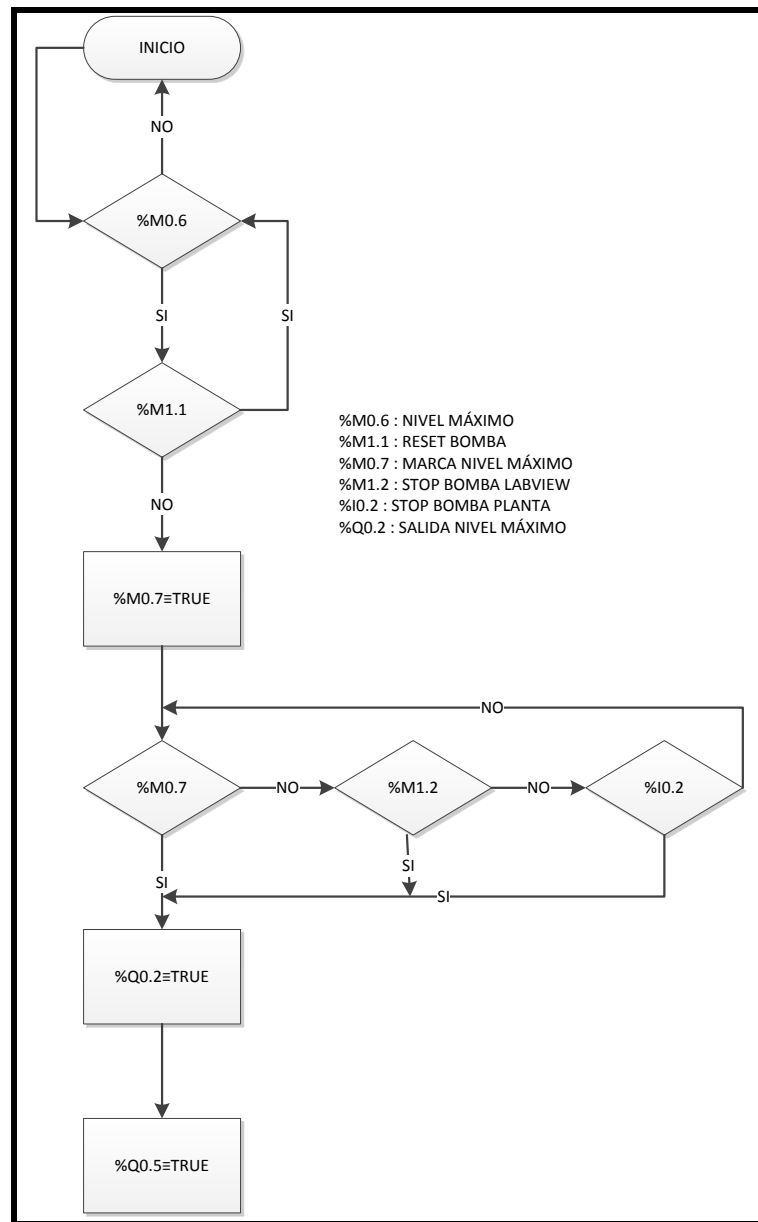 INICIO
NO
%M0.6
SI
SI
%M1.1
%M0.6 : NIVEL MÁXIMO
%M1.1 : RESET BOMBA
%M0.7 : MARCA NIVEL MÁXIMO
%M1.2 : STOP BOMBA LABVIEW
%I0.2 : STOP BOMBA PLANTA
%Q0.2 : SALIDA NIVEL MÁXIMO
NO
%M0.7≡TRUE
NO
%M0.7
NO
%M1.2
NO
%I0.2
SI
SI
SI
%Q0.2≡TRUE
%Q0.5≡TRUE